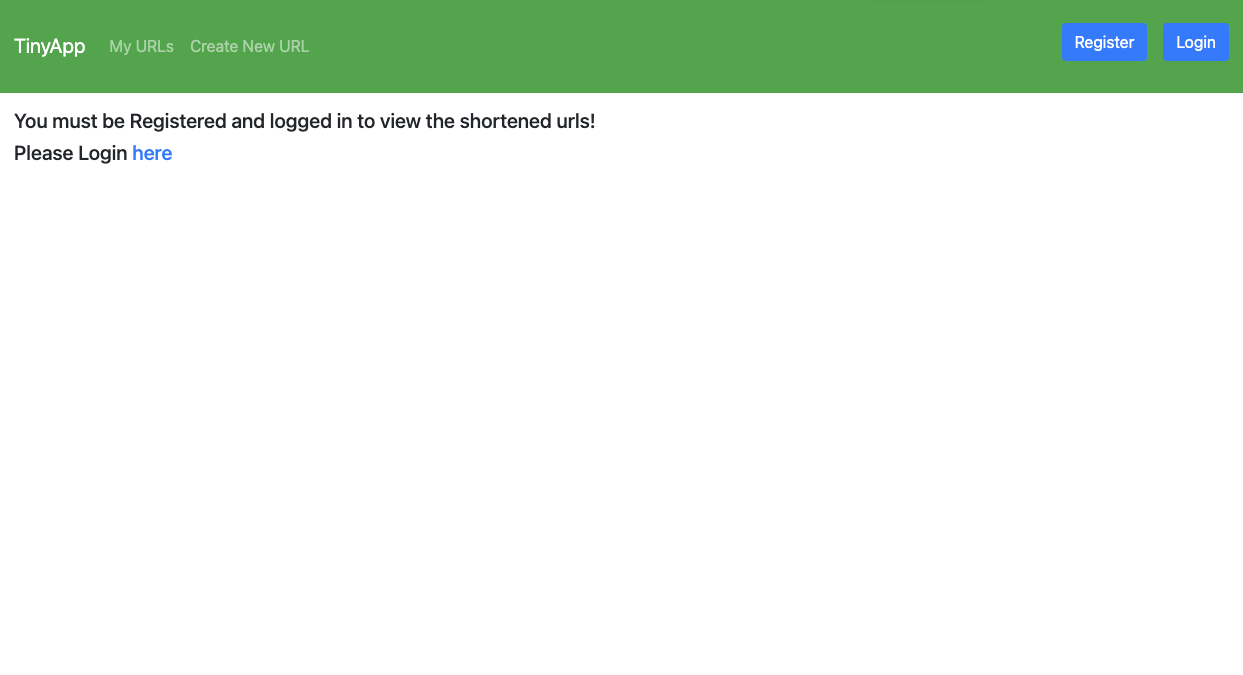 TinyApp My URLs Create New URL Register Login
You must be Registered and logged in to view the shortened urls!
Please Login here